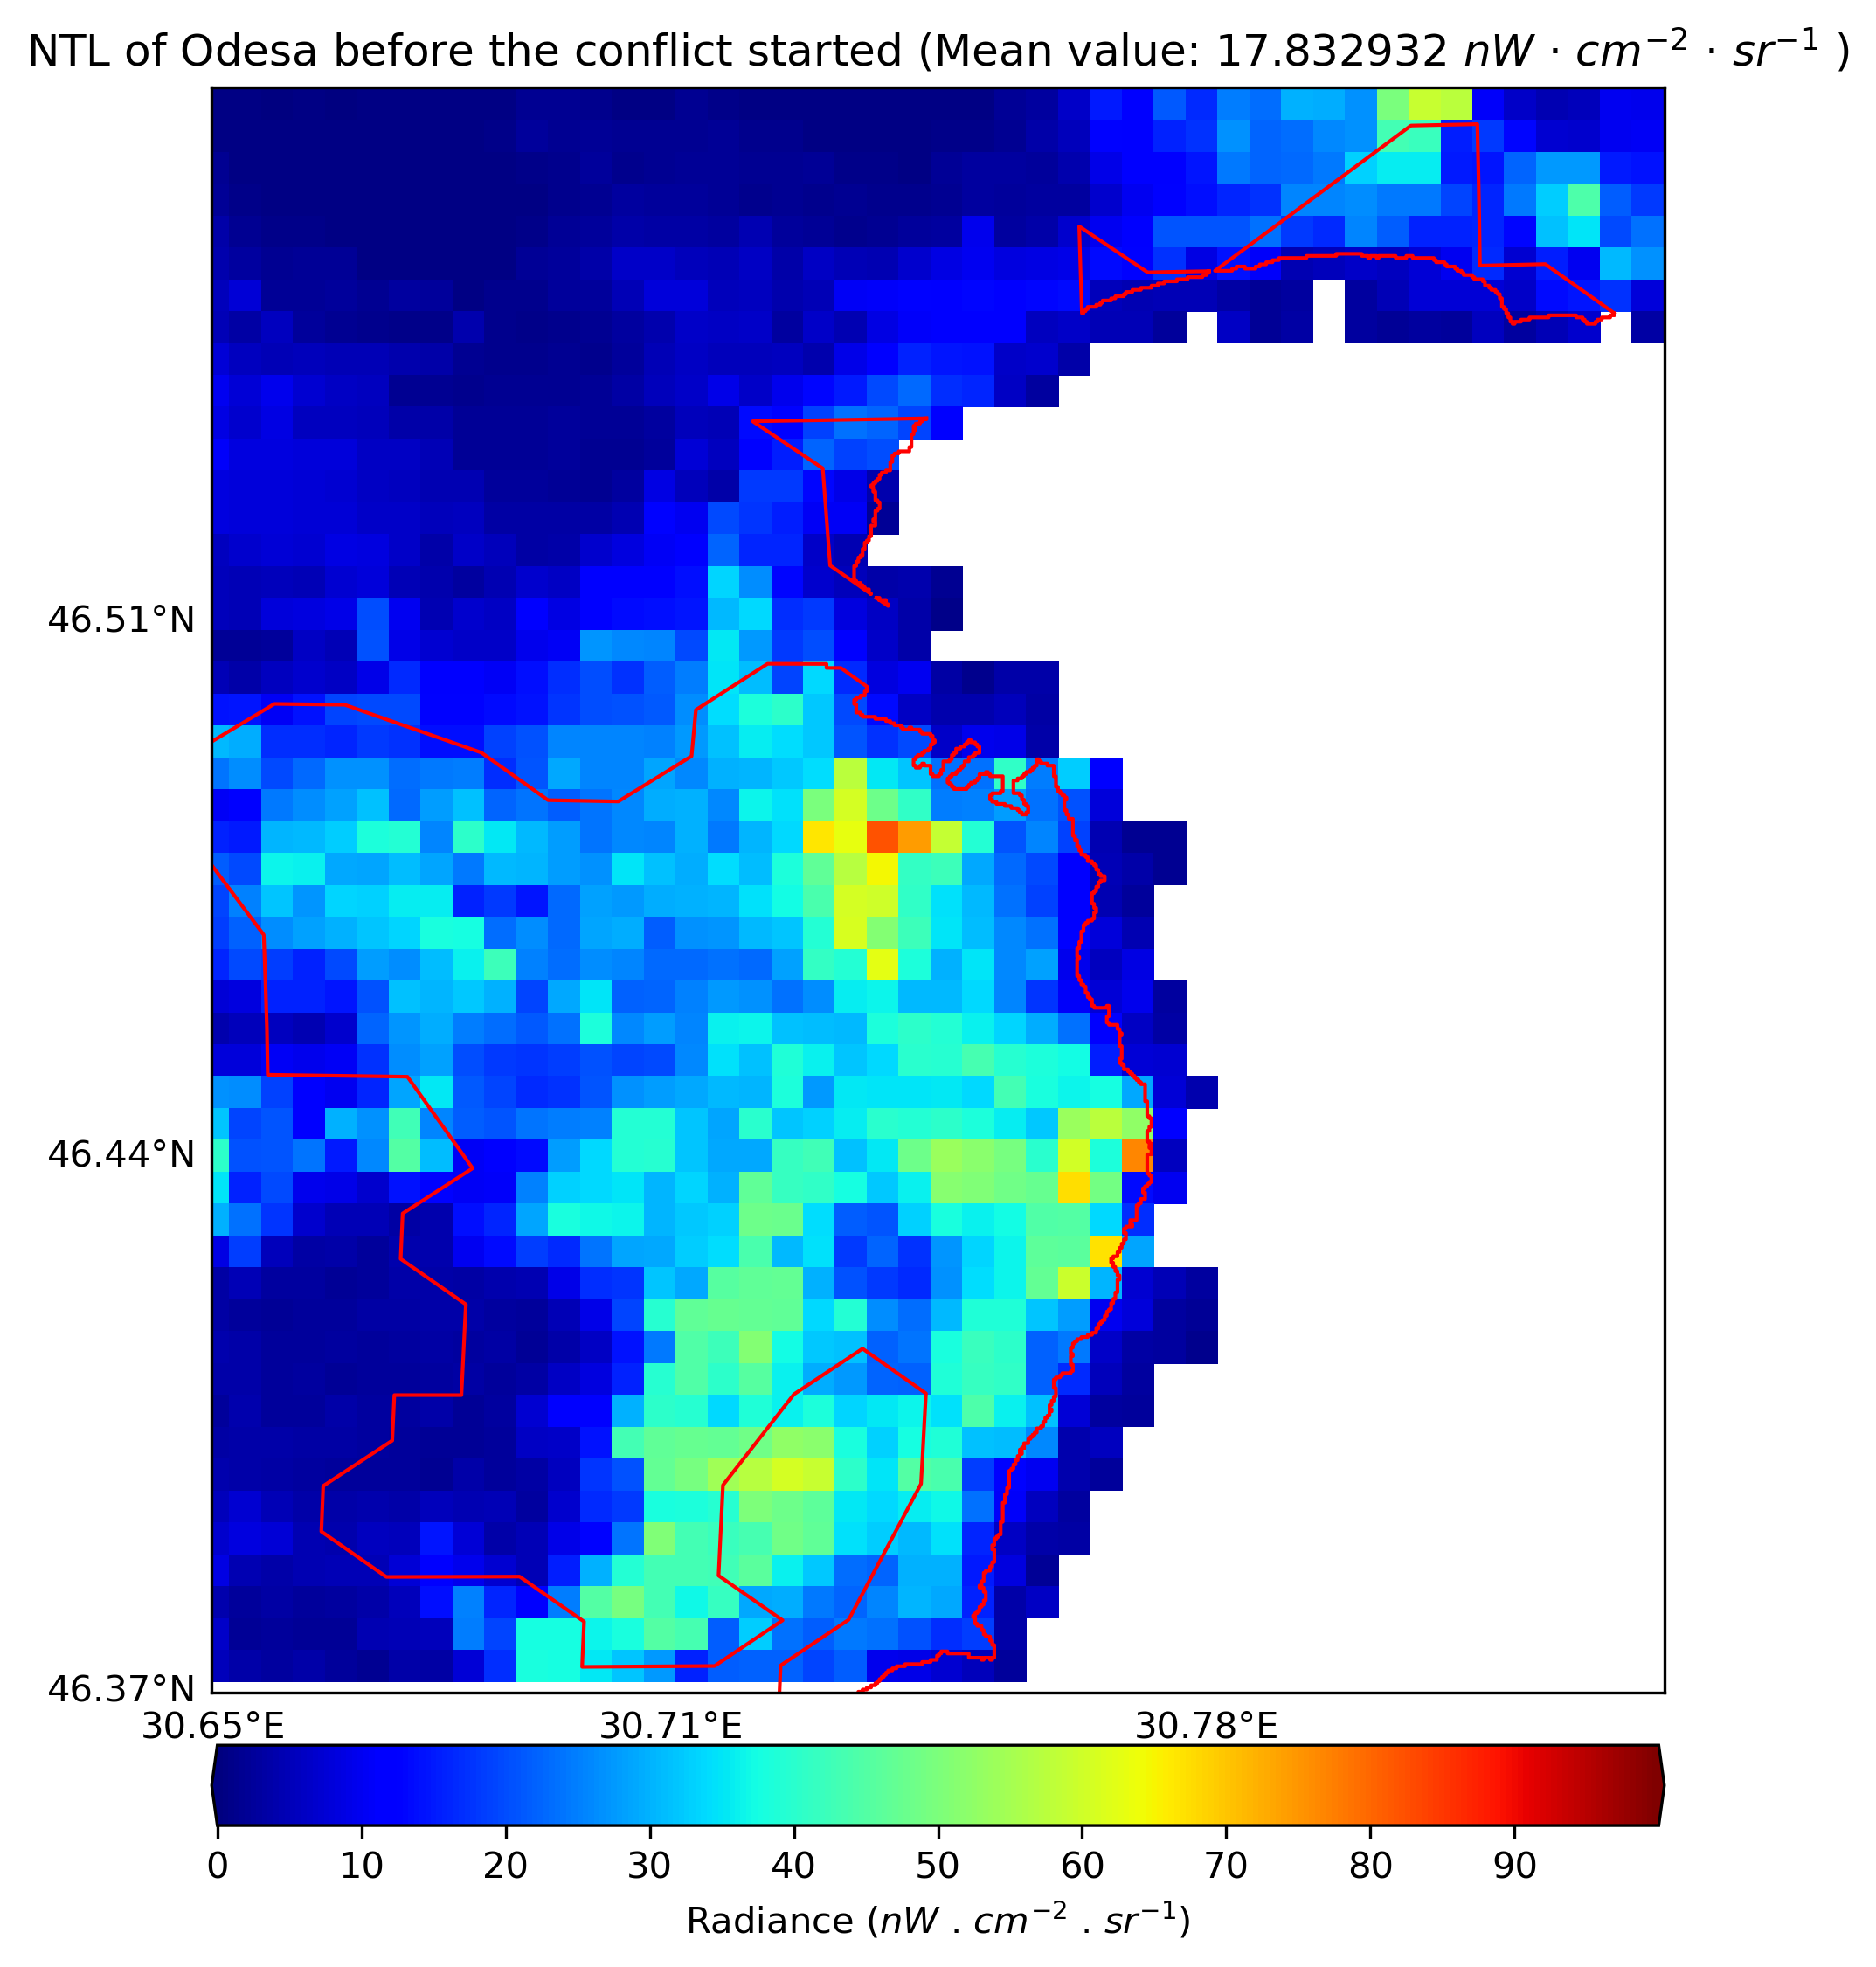 NTL of Odesa before the conflict started (Mean value: 17.832932 nW · cm⁻² · sr⁻¹ )
46.51°N
46.44°N
46.37°N
30.65°E 30.71°E 30.78°E
0 10 20 30 40 50 60 70 80 90
Radiance (nW . cm⁻² . sr⁻¹)